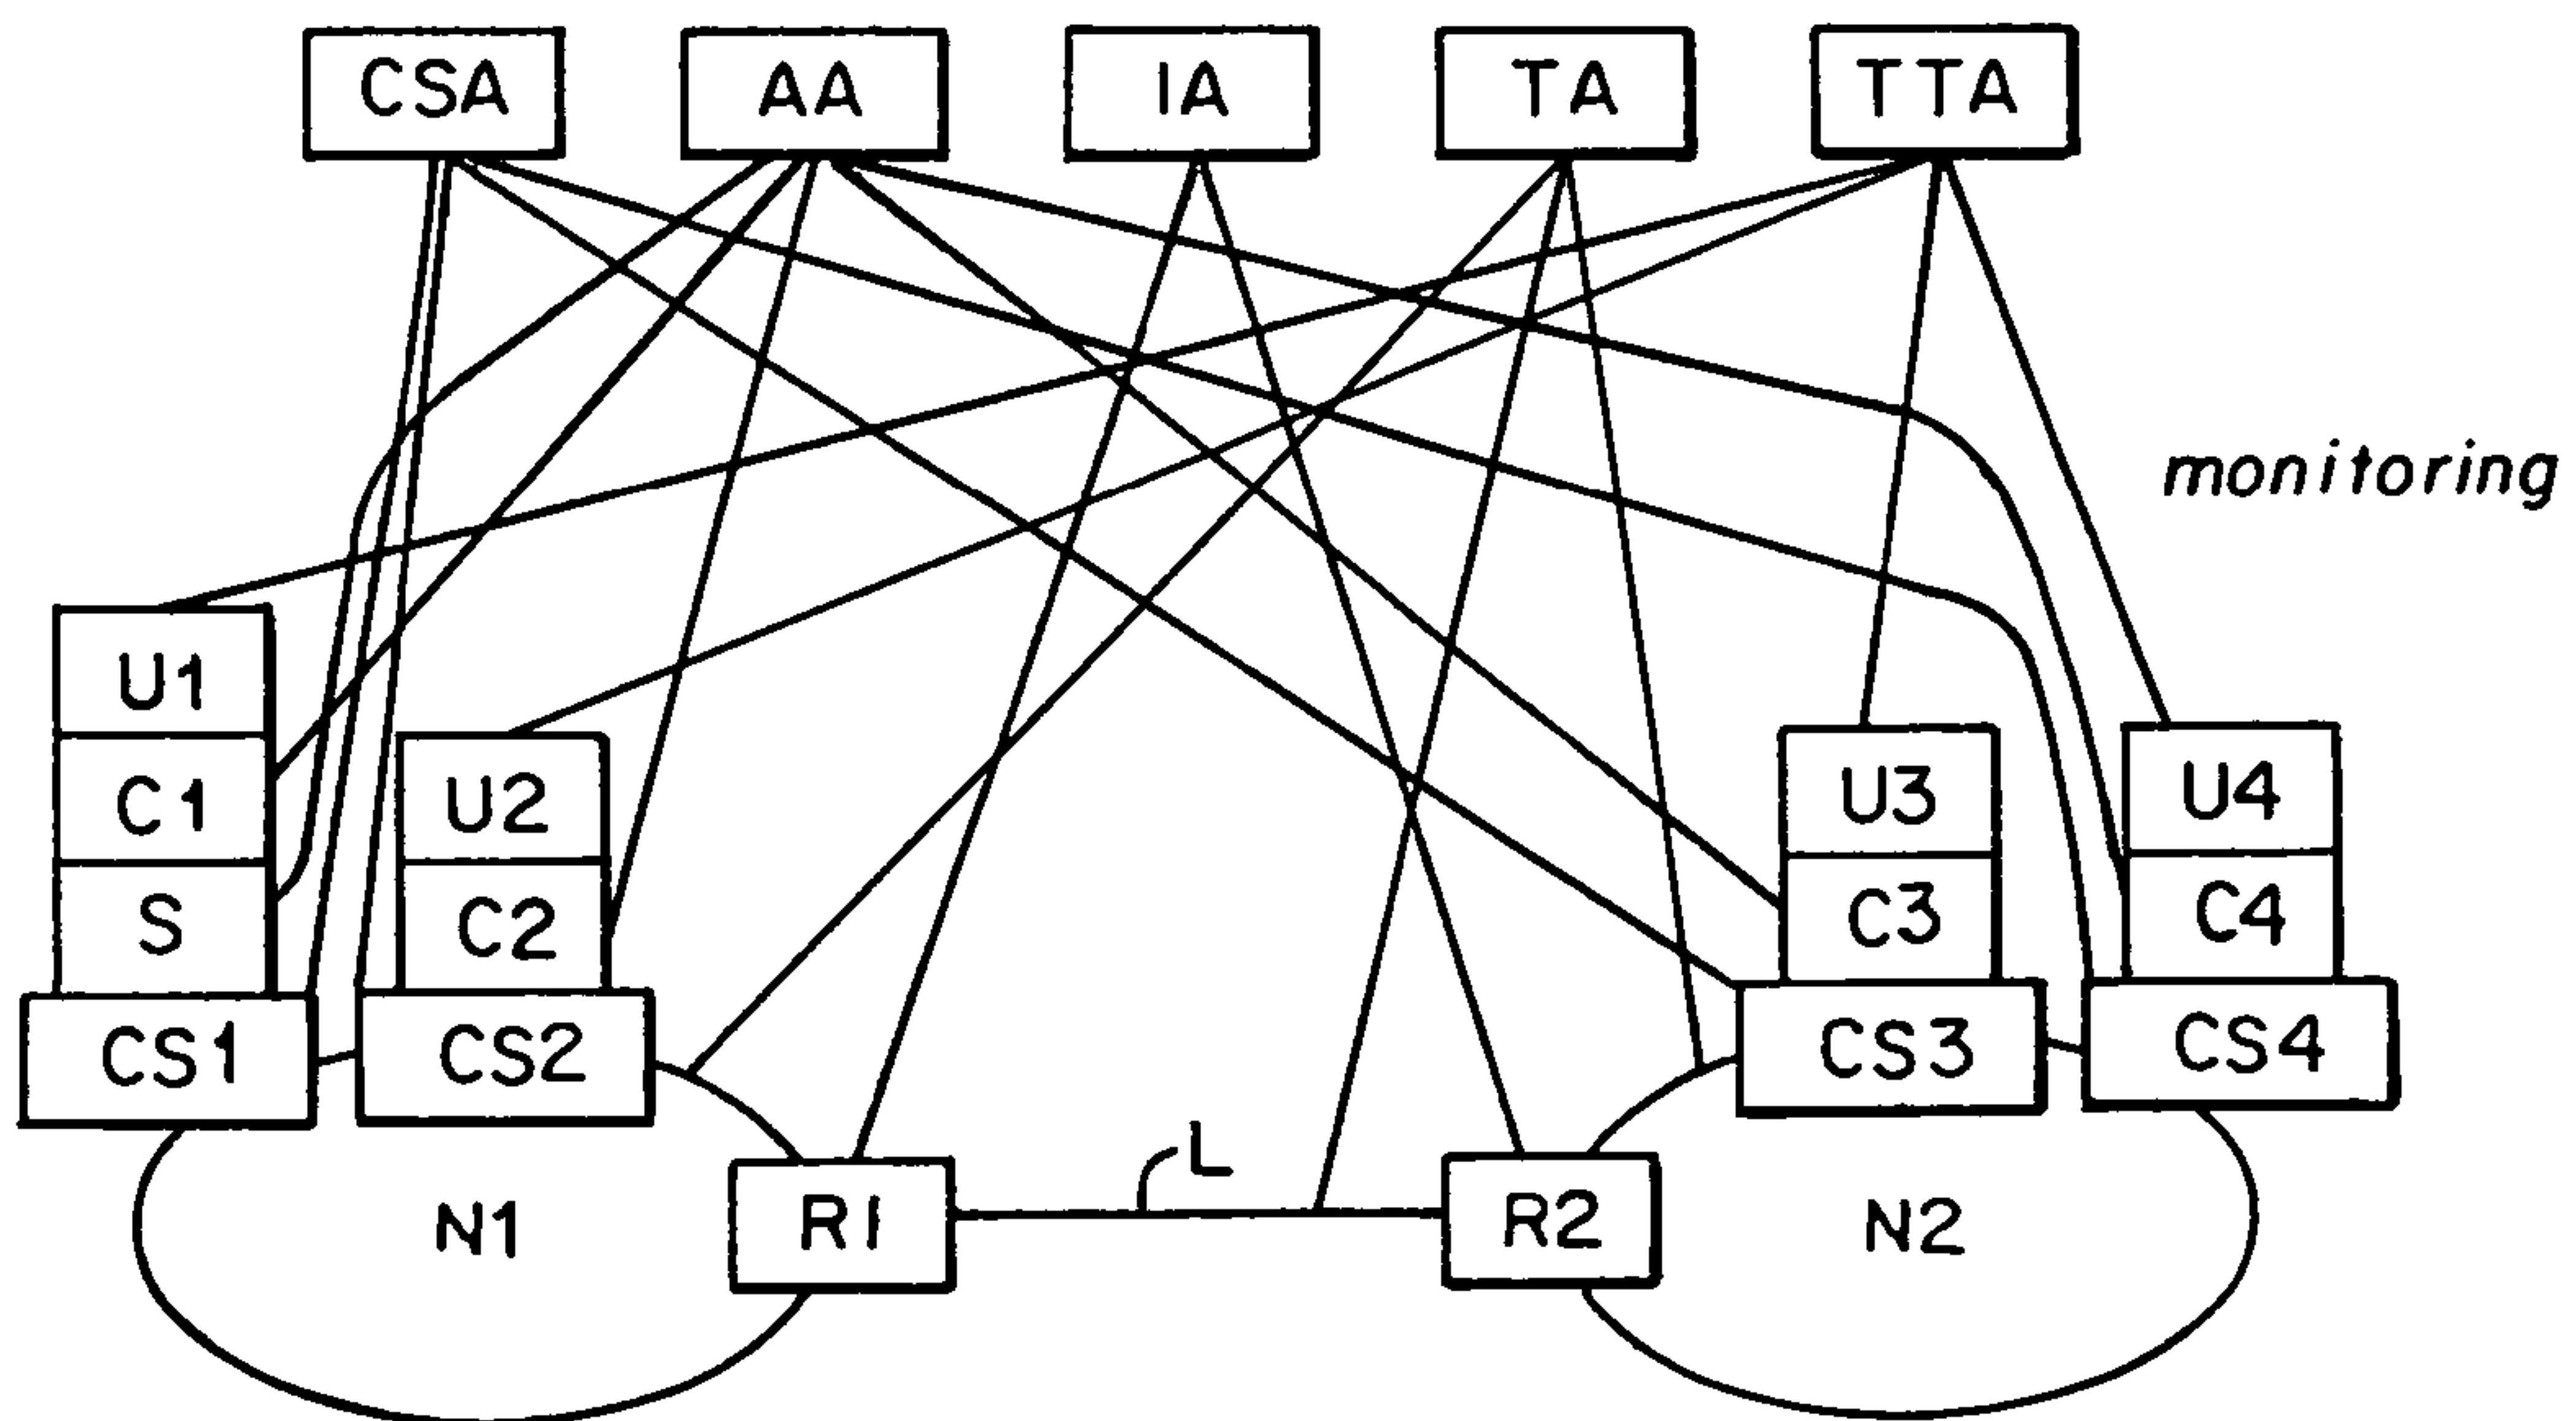 CSA
AA
IA
TA
TTA
monitoring
U1
C1
S
CS1
U2
C2
CS2
U3
C3
CS3
U4
C4
CS4
N1
R1
L
R2
N2